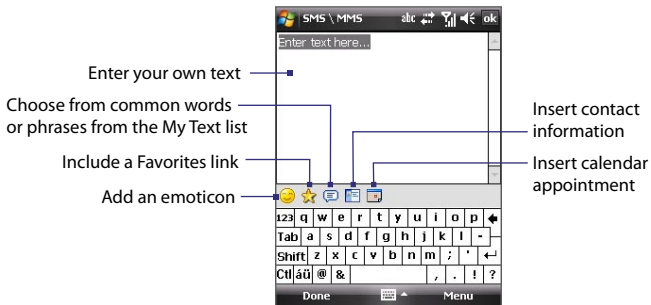 SMS \ MMS abc ok
Enter text here...
Enter your own text
Choose from common words
or phrases from the My Text list
Include a Favorites link
Add an emoticon
Insert contact
information
Insert calendar
appointment
123 q w e r t y u i o p
Tab a s d f g h j k l -
Shift z x c v b n m ; '
Ctl áü @ & , . ! ?
Done Menu